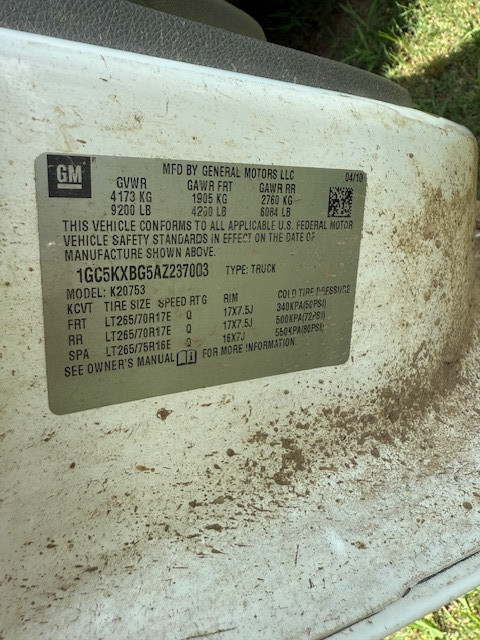 GM
MFD BY GENERAL MOTORS LLC 04/10
GVWR GAWR FRT GAWR RR
4173 KG 1905 KG 2760 KG
9200 LB 4200 LB 6084 LB
THIS VEHICLE CONFORMS TO ALL APPLICABLE U.S. FEDERAL MOTOR
VEHICLE SAFETY STANDARDS IN EFFECT ON THE DATE OF
MANUFACTURE SHOWN ABOVE.
1GC5KXBG5AZ237003 TYPE: TRUCK
MODEL: K20753
KCVT TIRE SIZE SPEED RTG RIM COLD TIRE PRESSURE
FRT LT265/70R17E Q 17X7.5J 340KPA(50PSI)
RR LT265/70R17E Q 17X7.5J 500KPA(72PSI)
SPA LT265/75R16E Q 16X7J 550KPA(80PSI)
SEE OWNER'S MANUAL FOR MORE INFORMATION.